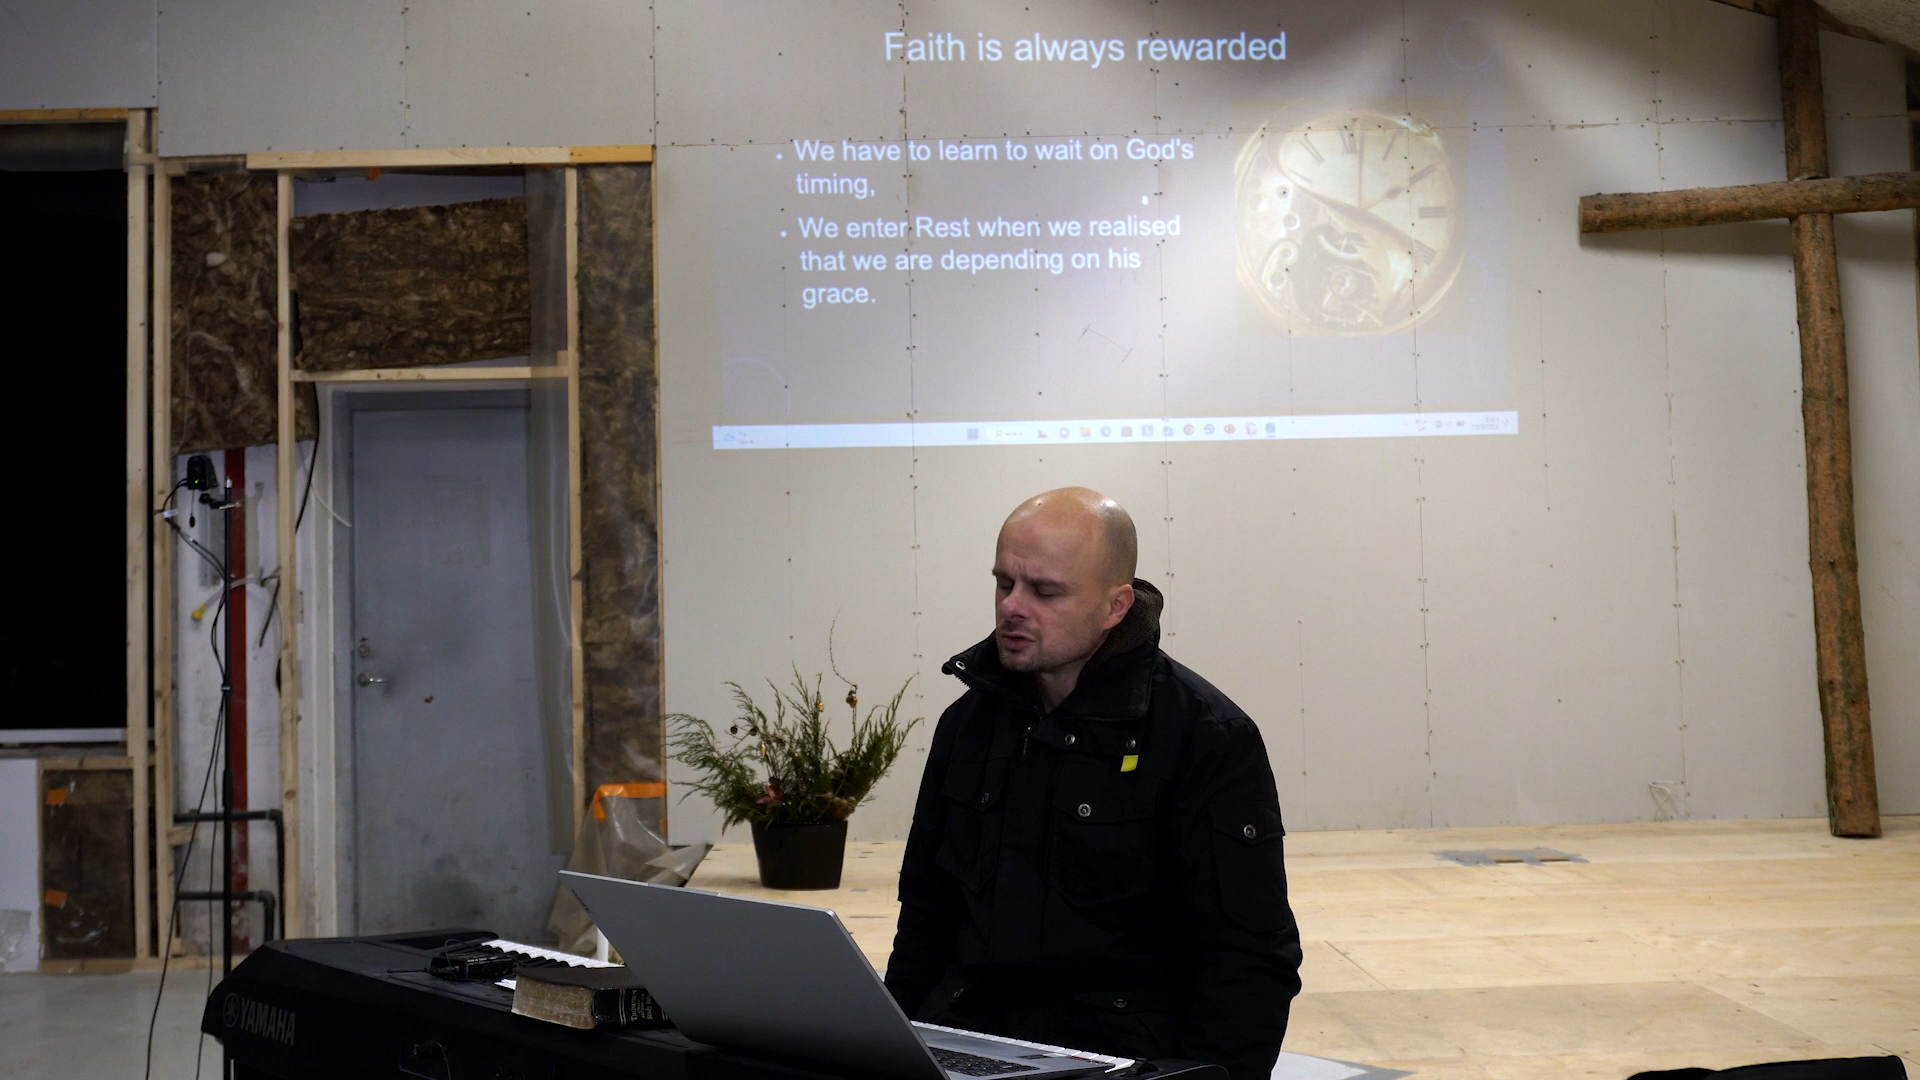 Faith is always rewarded
. We have to learn to wait on God's
timing,
. We enter Rest when we realised
that we are depending on his
grace.
YAMAHA
THOMPSON